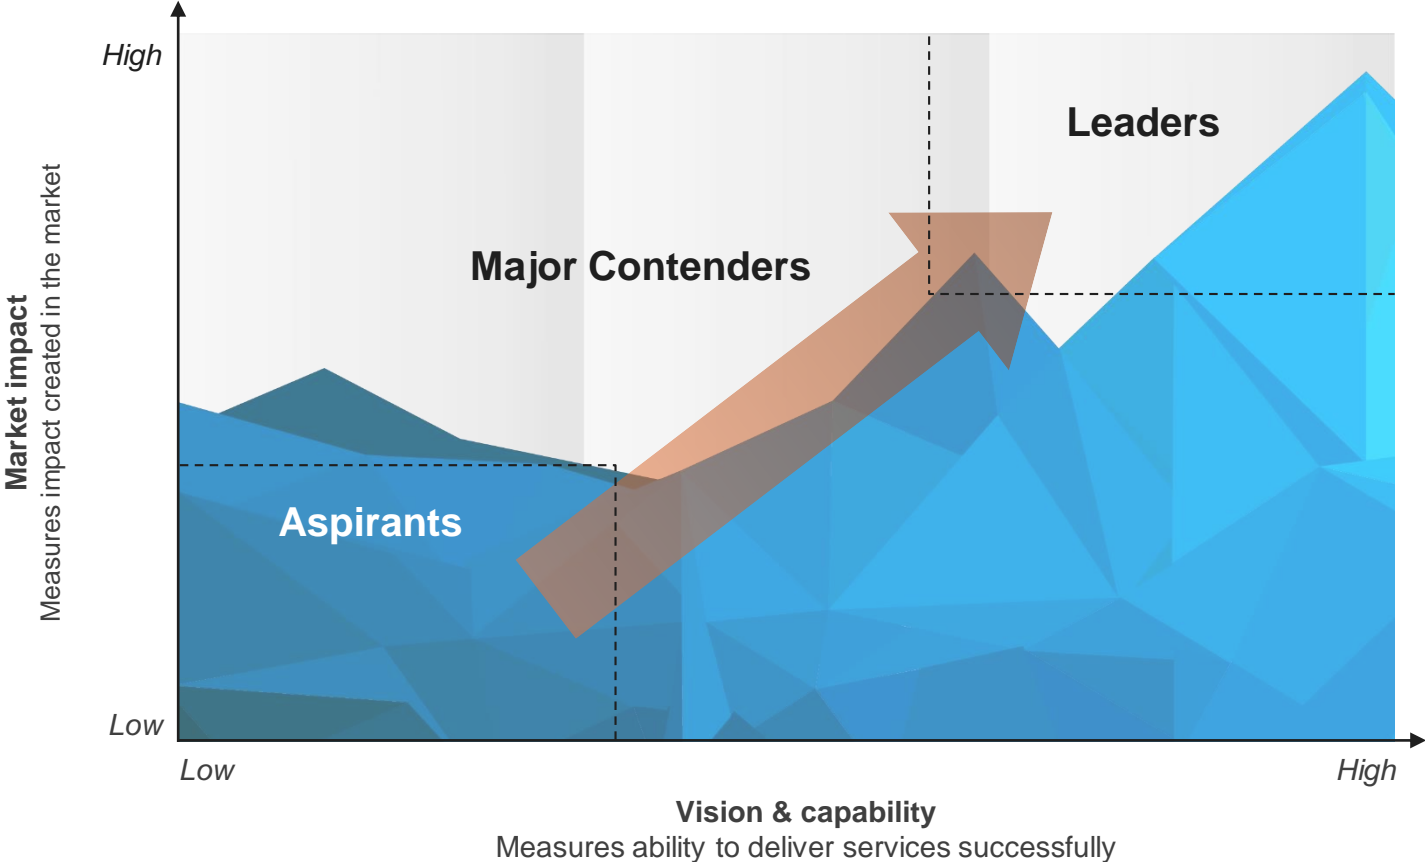 High
Leaders
Major Contenders
Market impact
Measures impact created in the market
Aspirants
Low
Low
High
Vision & capability
Measures ability to deliver services successfully